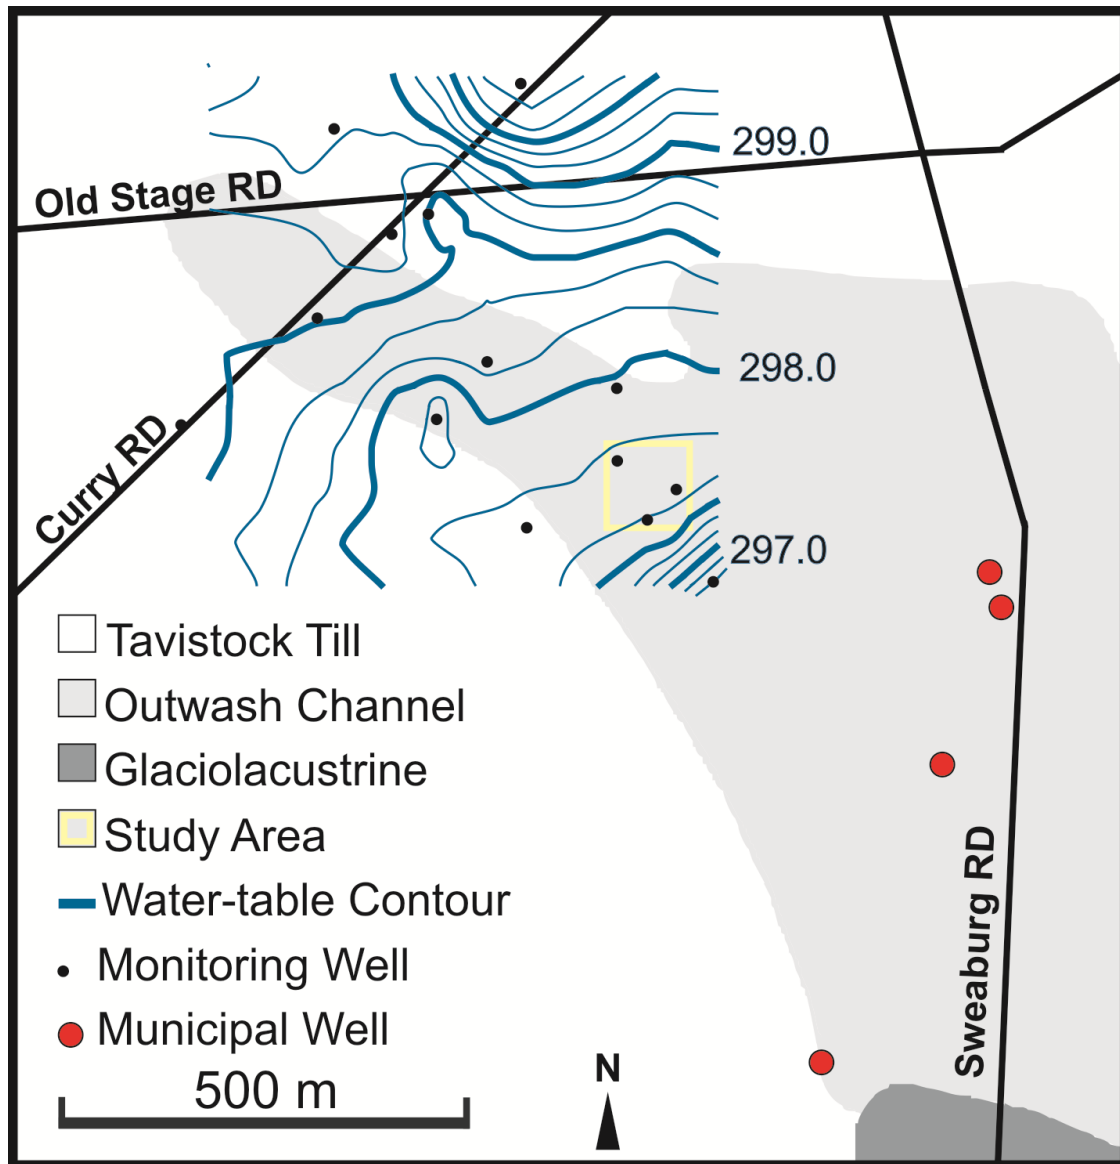 299.0
Old Stage RD
298.0
Curry RD
297.0
Tavistock Till
Outwash Channel
Glaciolacustrine
Study Area
Water-table Contour
Monitoring Well
Municipal Well
Sweaburg RD
500 m
N